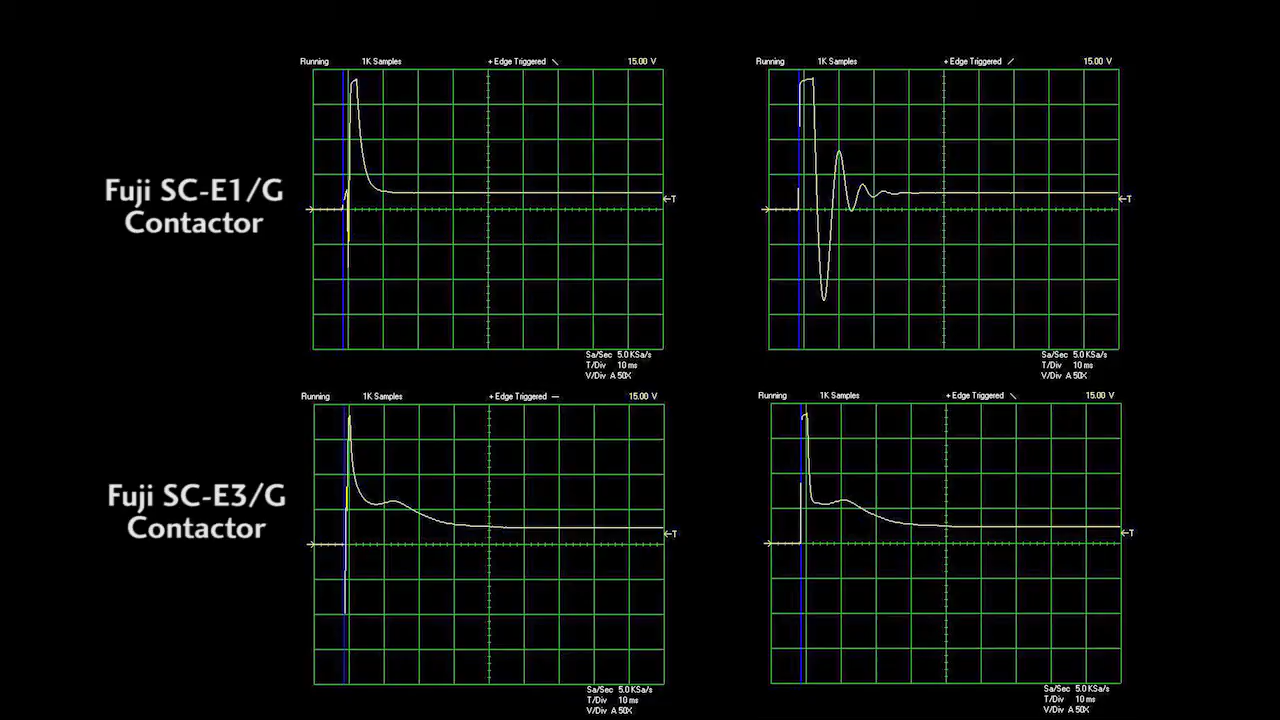 Running 1K Samples + Edge Triggered 15.00 V
Running 1K Samples + Edge Triggered 15.00 V
Fuji SC-E1/G
Contactor
T
T
Sa/Sec 5.0 KSa/s
T/Div 10 ms
V/Div A 50X
Sa/Sec 5.0 KSa/s
T/Div 10 ms
V/Div A 50X
Running 1K Samples + Edge Triggered 15.00 V
Running 1K Samples + Edge Triggered 15.00 V
Fuji SC-E3/G
Contactor
T
T
Sa/Sec 5.0 KSa/s
T/Div 10 ms
V/Div A 50X
Sa/Sec 5.0 KSa/s
T/Div 10 ms
V/Div A 50X